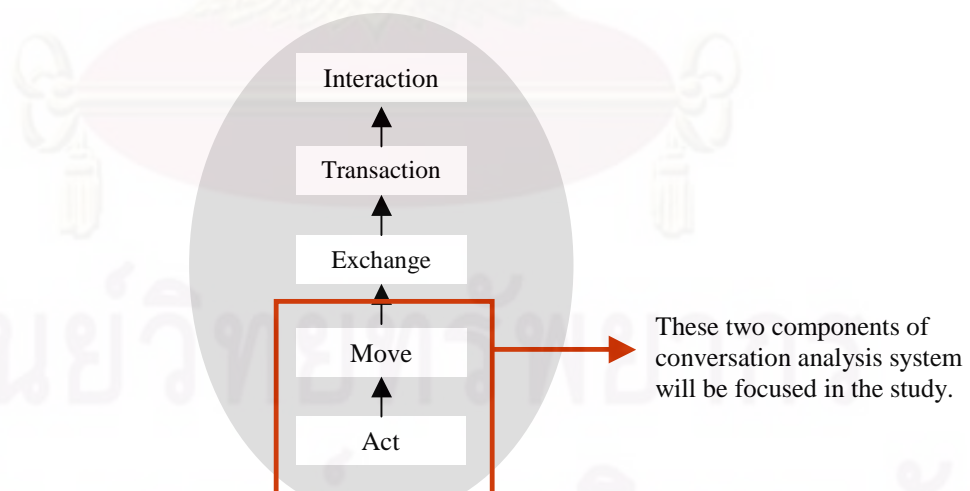 Interaction
Transaction
Exchange
Move
Act
These two components of
conversation analysis system
will be focused in the study.